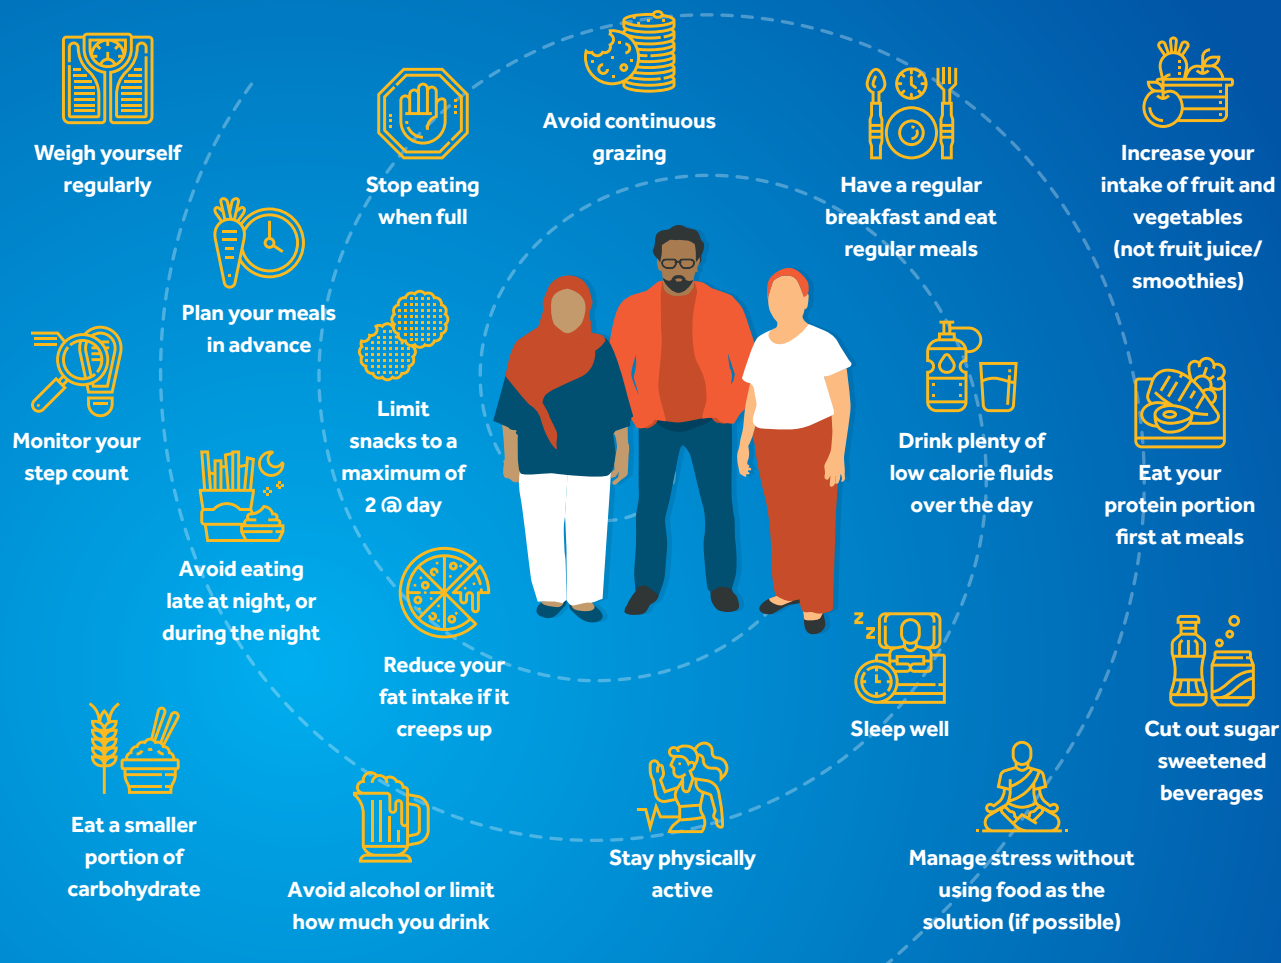 Weigh yourself
regularly
Stop eating
when full
Avoid continuous
grazing
Have a regular
breakfast and eat
regular meals
Increase your
intake of fruit and
vegetables
(not fruit juice/
smoothies)
Plan your meals
in advance
Monitor your
step count
Limit
snacks to a
maximum of
2 @ day
Drink plenty of
low calorie fluids
over the day
Eat your
protein portion
first at meals
Avoid eating
late at night, or
during the night
Reduce your
fat intake if it
creeps up
z
z
Sleep well
Cut out sugar
sweetened
beverages
Eat a smaller
portion of
carbohydrate
Avoid alcohol or limit
how much you drink
Stay physically
active
Manage stress without
using food as the
solution (if possible)